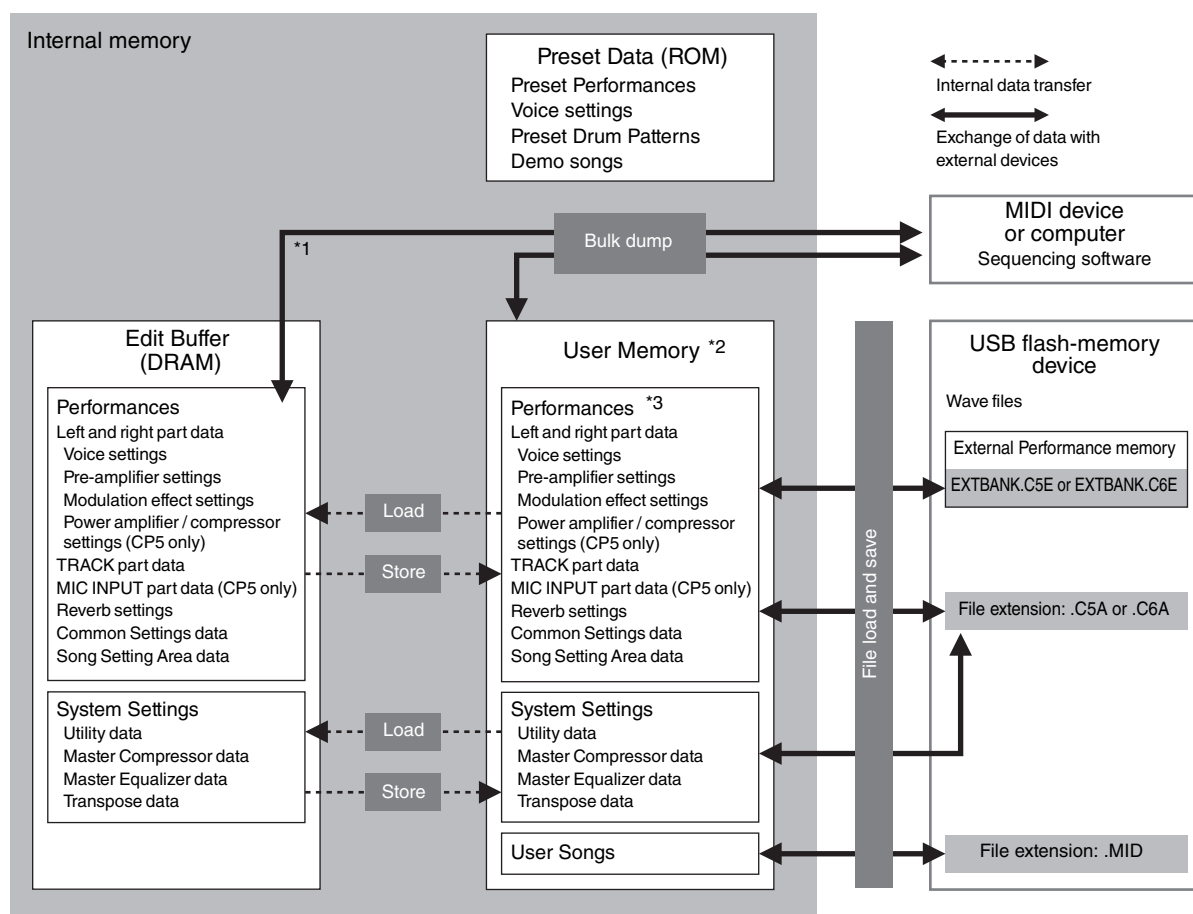 Internal memory
Preset Data (ROM)
Preset Performances
Voice settings
Preset Drum Patterns
Demo songs
Internal data transfer
Exchange of data with
external devices
*1
Bulk dump
MIDI device
or computer
Sequencing software
Edit Buffer
(DRAM)
Performances
Left and right part data
Voice settings
Pre-amplifier settings
Modulation effect settings
Power amplifier / compressor
settings (CP5 only)
TRACK part data
MIC INPUT part data (CP5 only)
Reverb settings
Common Settings data
Song Setting Area data
System Settings
Utility data
Master Compressor data
Master Equalizer data
Transpose data
Load
Store
Load
Store
User Memory *2
Performances *3
Left and right part data
Voice settings
Pre-amplifier settings
Modulation effect settings
Power amplifier / compressor
settings (CP5 only)
TRACK part data
MIC INPUT part data (CP5 only)
Reverb settings
Common Settings data
Song Setting Area data
System Settings
Utility data
Master Compressor data
Master Equalizer data
Transpose data
User Songs
File load and save
USB flash-memory
device
Wave files
External Performance memory
EXTBANK.C5E or EXTBANK.C6E
File extension: .C5A or .C6A
File extension: .MID